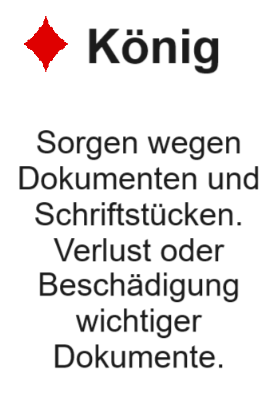 König
Sorgen wegen
Dokumenten und
Schriftstücken.
Verlust oder
Beschädigung
wichtiger
Dokumente.